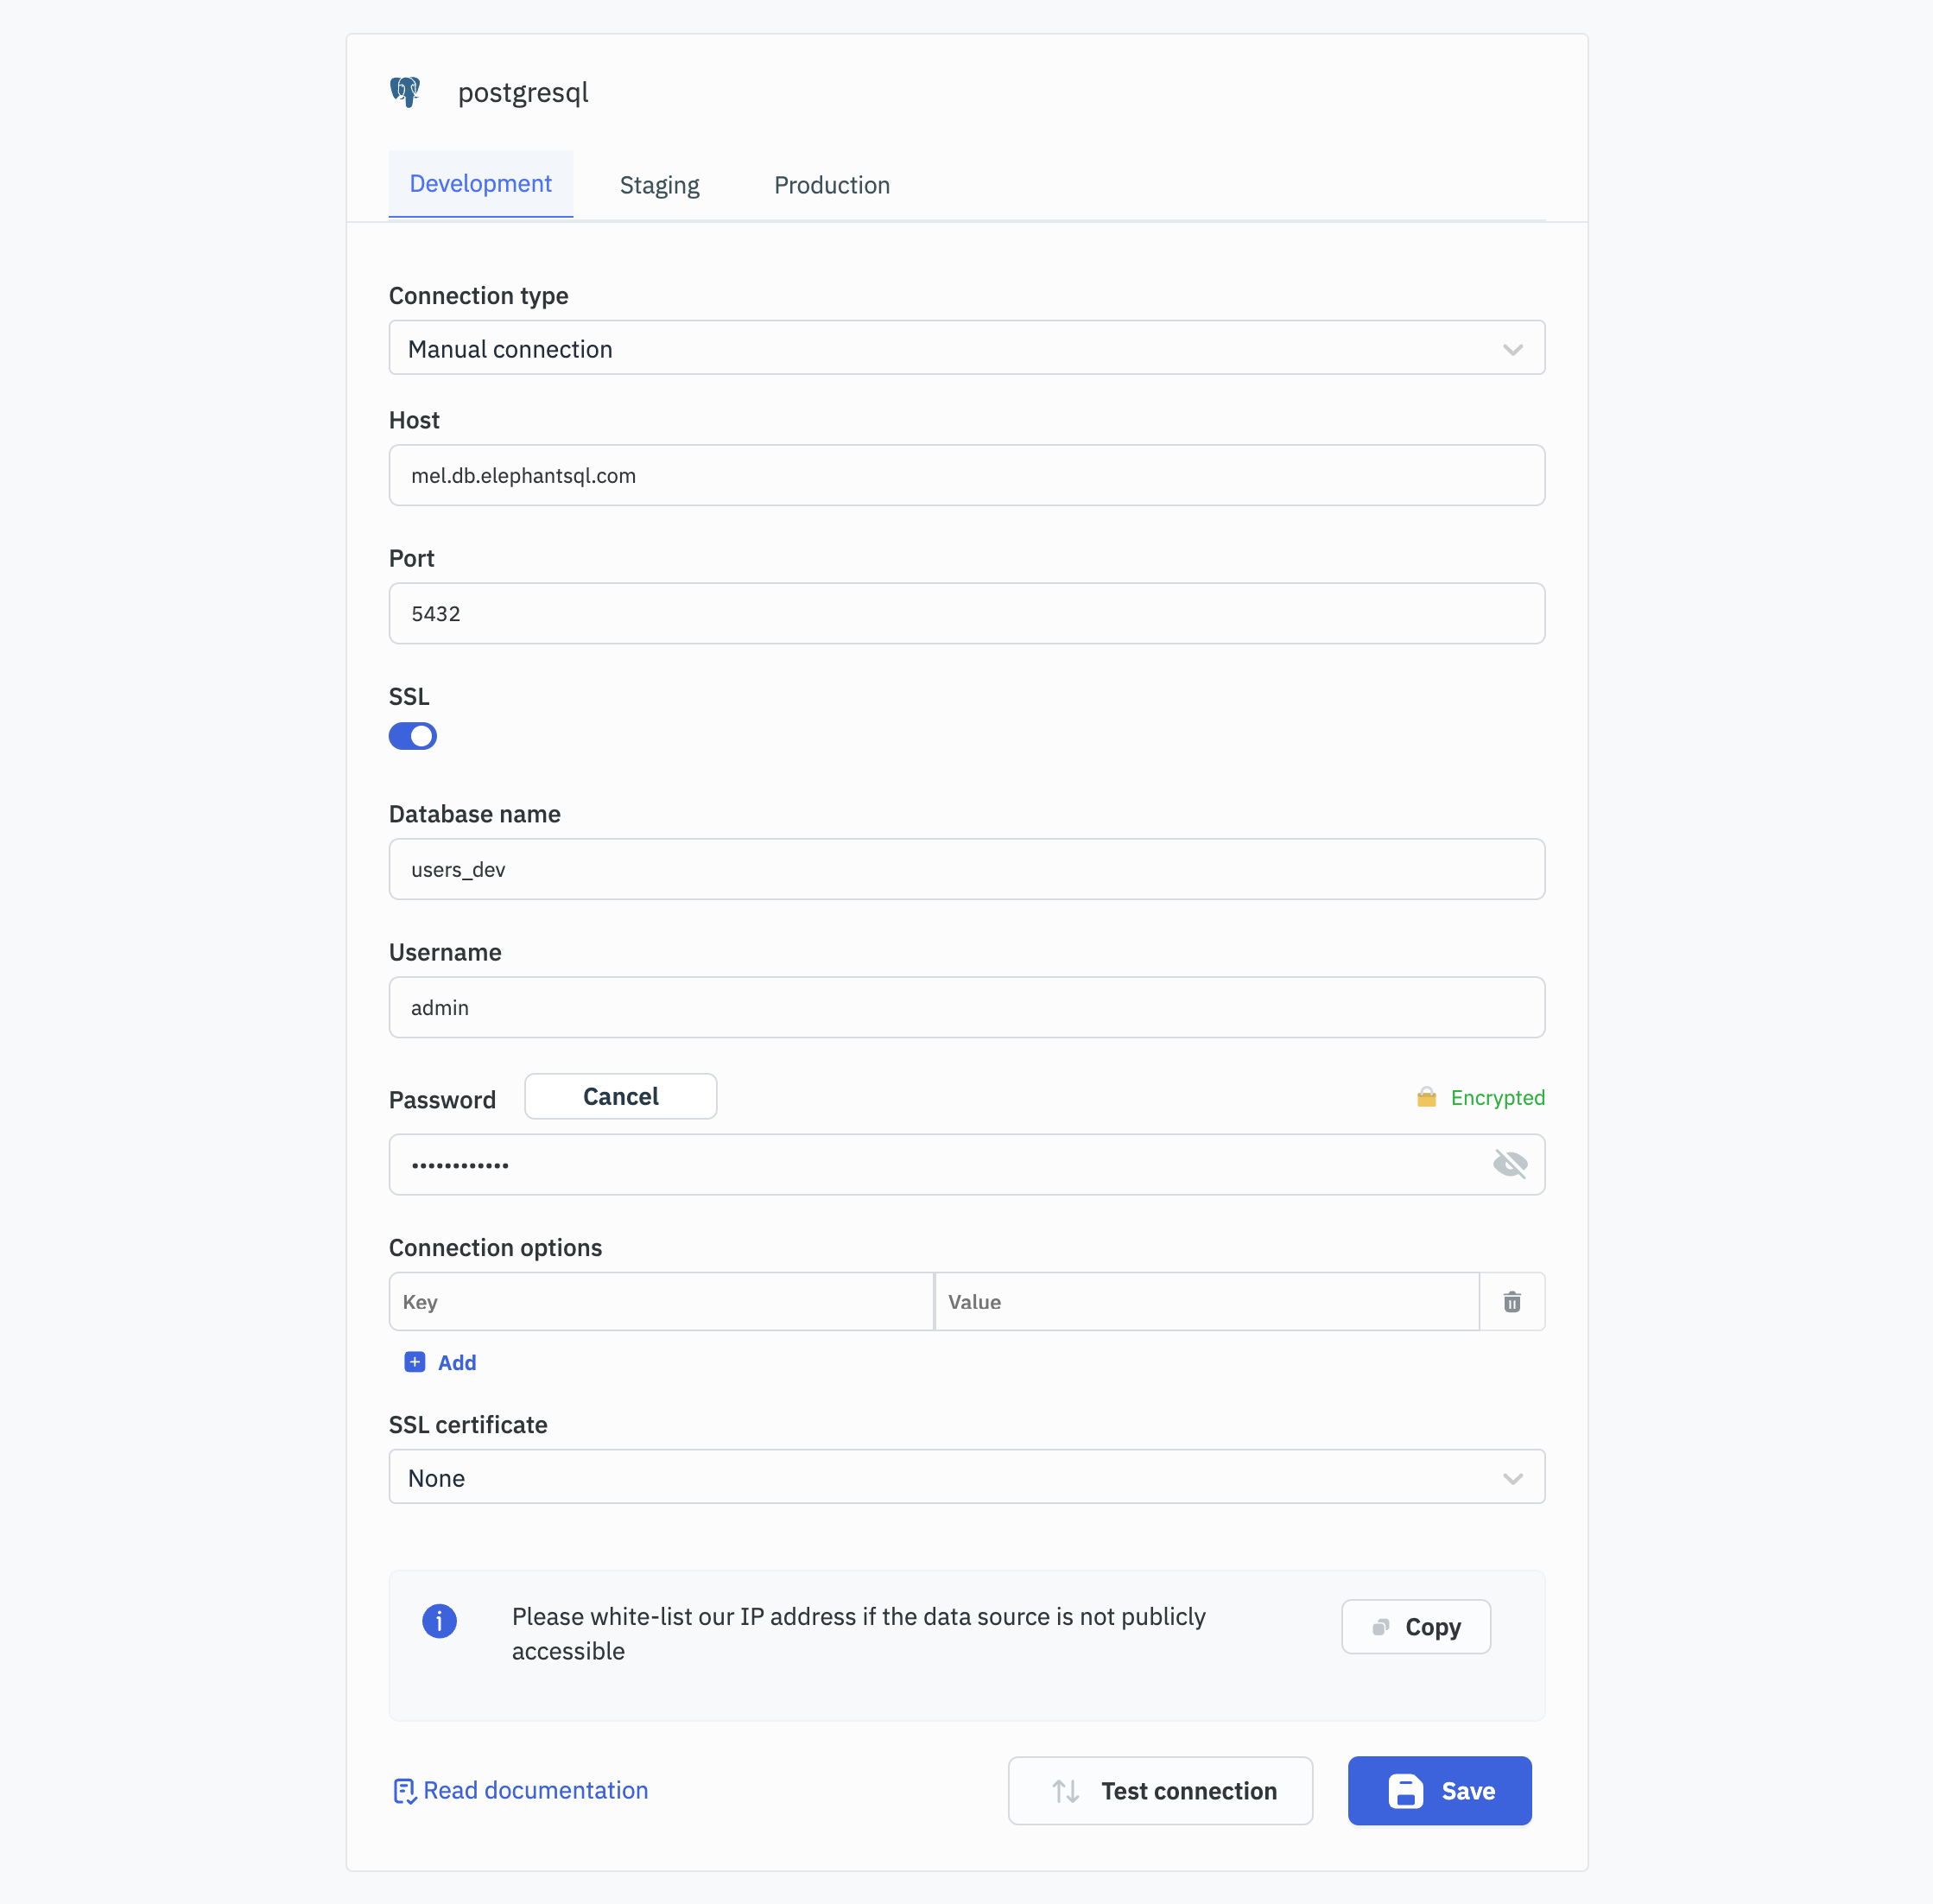 postgresql
Development Staging Production
Connection type
Manual connection
Host
mel.db.elephantsql.com
Port
5432
SSL
Database name
users_dev
Username
admin
Password Cancel Encrypted
••••••••••••
Connection options
Key Value
Add
SSL certificate
None
Please white-list our IP address if the data source is not publicly
accessible
Copy
Read documentation Test connection Save